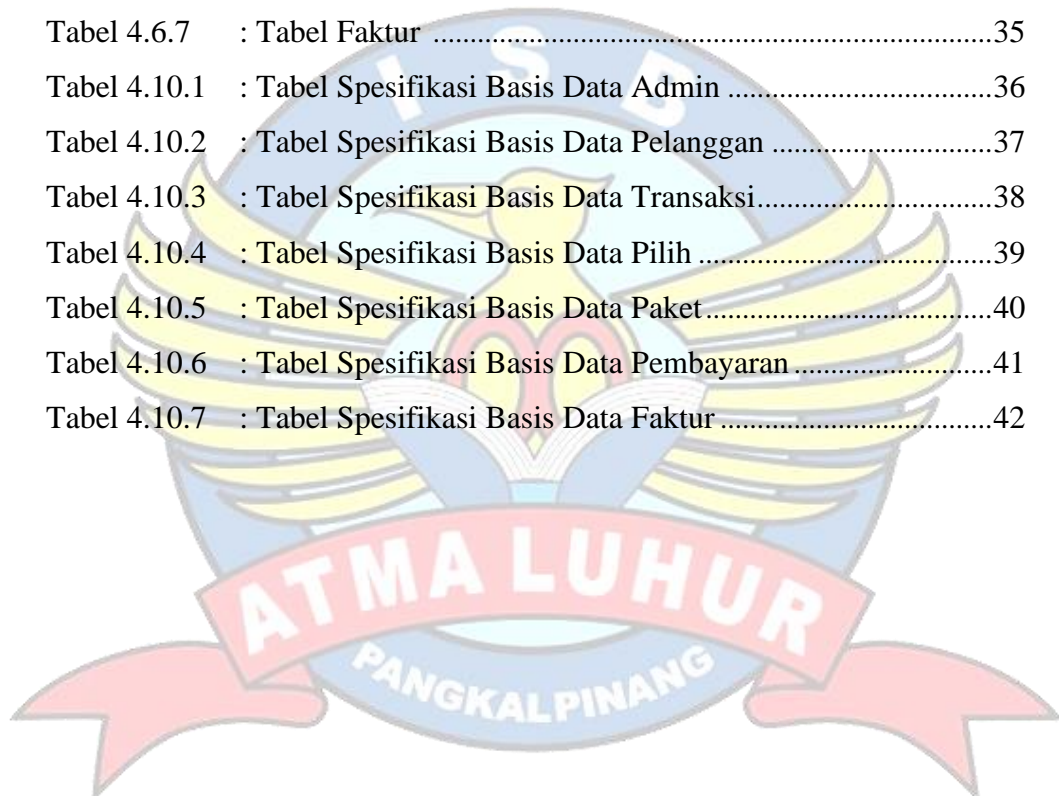 Tabel 4.6.7 : Tabel Faktur ....................................................................35
Tabel 4.10.1 : Tabel Spesifikasi Basis Data Admin ................................36
Tabel 4.10.2 : Tabel Spesifikasi Basis Data Pelanggan ...........................37
Tabel 4.10.3 : Tabel Spesifikasi Basis Data Transaksi.............................38
Tabel 4.10.4 : Tabel Spesifikasi Basis Data Pilih ....................................39
Tabel 4.10.5 : Tabel Spesifikasi Basis Data Paket...................................40
Tabel 4.10.6 : Tabel Spesifikasi Basis Data Pembayaran ........................41
Tabel 4.10.7 : Tabel Spesifikasi Basis Data Faktur .................................42
I S B
ATMA LUHUR
PANGKALPINANG